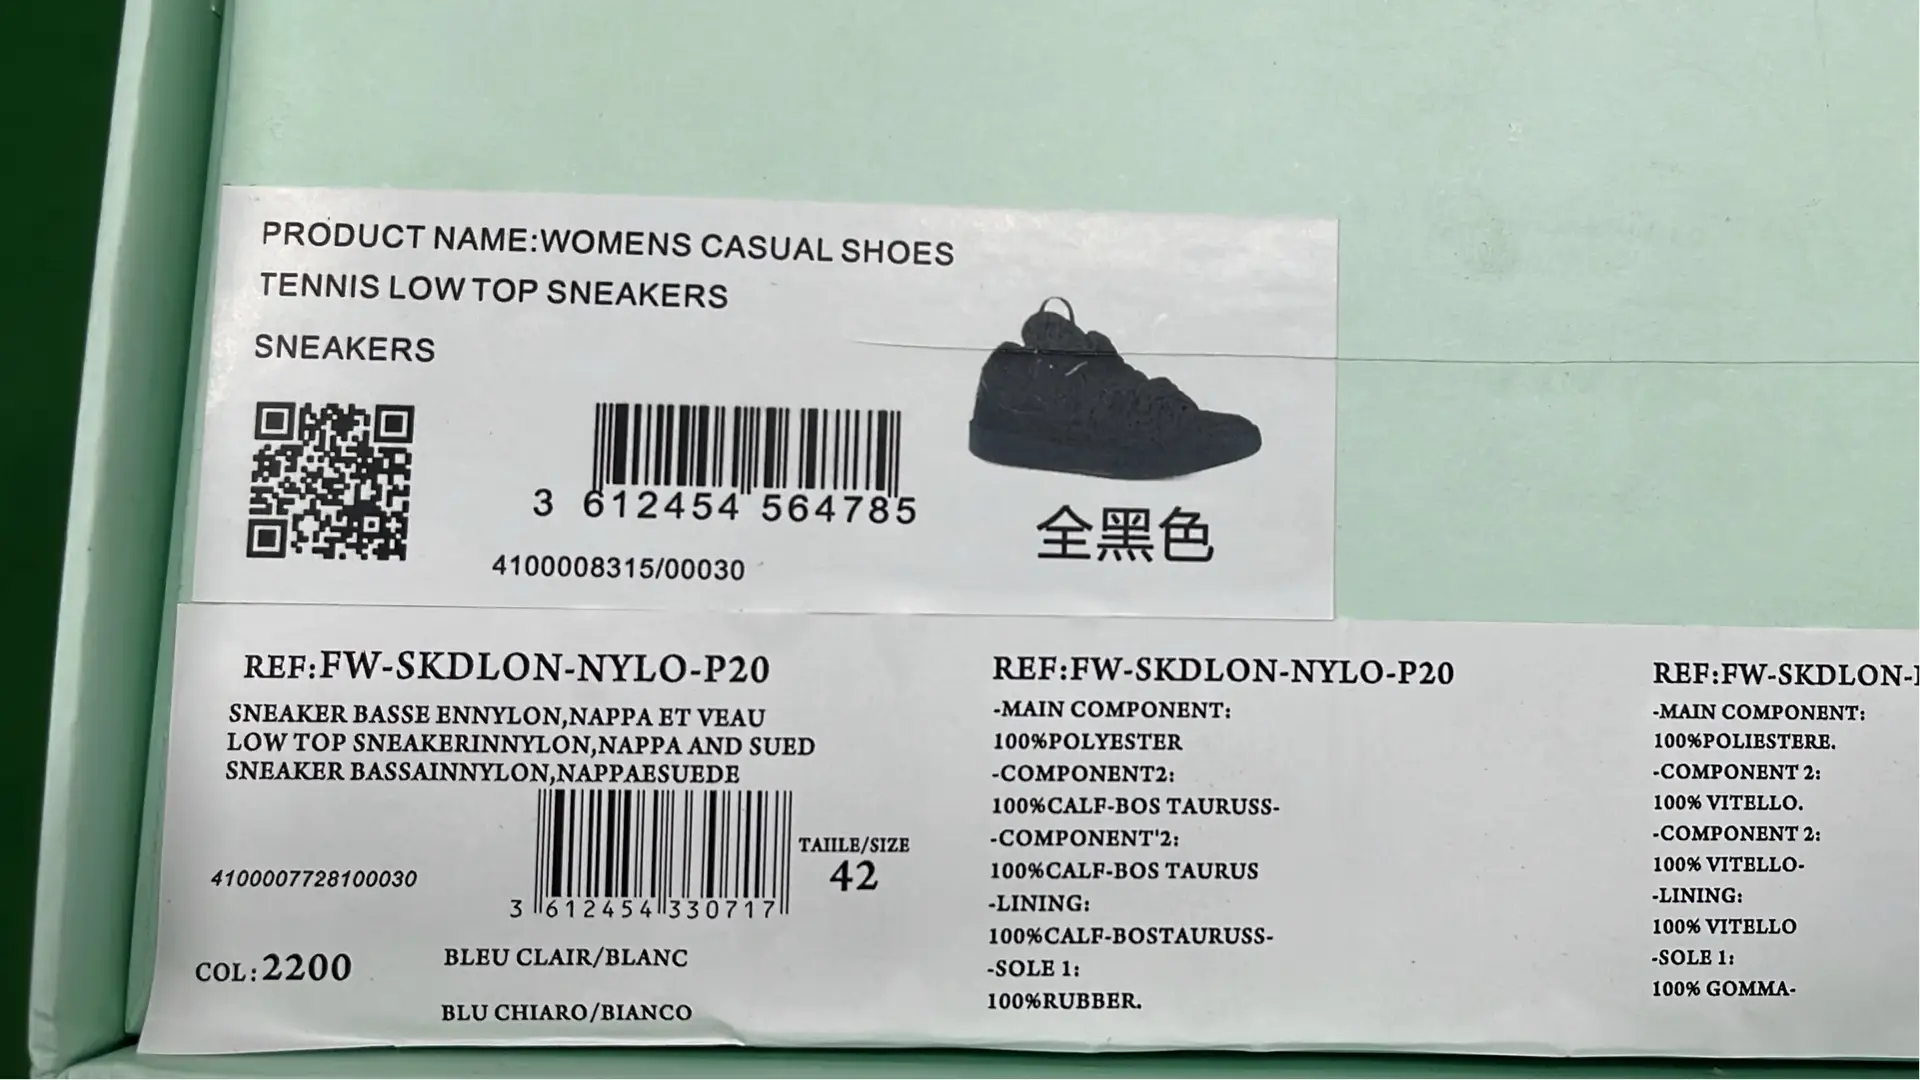 PRODUCT NAME:WOMENS CASUAL SHOES
TENNIS LOW TOP SNEAKERS
SNEAKERS
3 612454 564785
4100008315/00030
全黑色
REF:FW-SKDLON-NYLO-P20
SNEAKER BASSE ENNYLON,NAPPA ET VEAU
LOW TOP SNEAKERINNYLON,NAPPA AND SUED
SNEAKER BASSAINNYLON,NAPPAESUEDE
4100007728100030
3 612454 330717
TAIILE/SIZE
42
COL:2200
BLEU CLAIR/BLANC
BLU CHIARO/BIANCO
REF:FW-SKDLON-NYLO-P20
-MAIN COMPONENT:
100%POLYESTER
-COMPONENT2:
100%CALF-BOS TAURUSS-
-COMPONENT'2:
100%CALF-BOS TAURUS
-LINING:
100%CALF-BOSTAURUSS-
-SOLE 1:
100%RUBBER.
REF:FW-SKDLON-
-MAIN COMPONENT:
100%POLIESTERE.
-COMPONENT 2:
100% VITELLO.
-COMPONENT 2:
100% VITELLO-
-LINING:
100% VITELLO
-SOLE 1:
100% GOMMA-